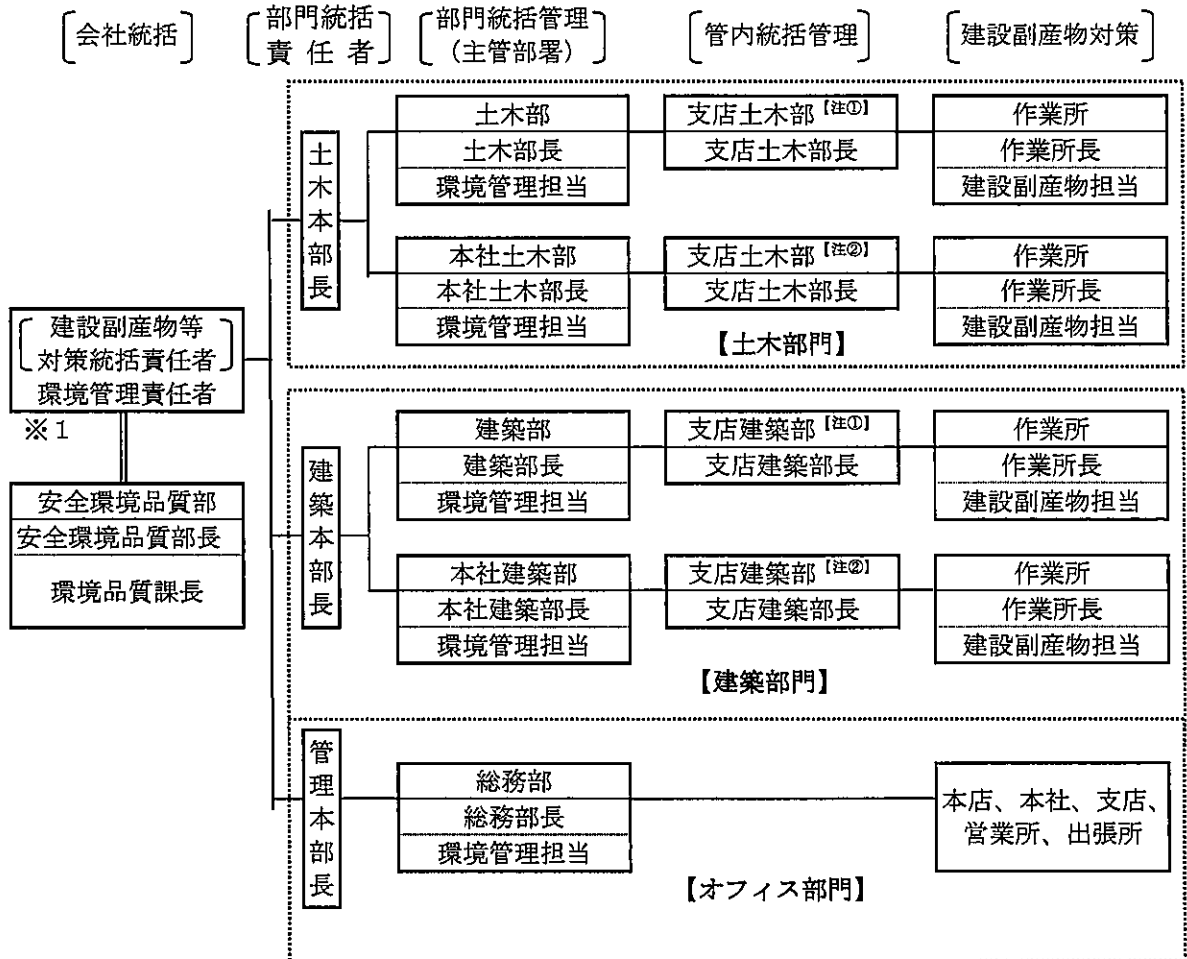 会社統括
部門統括
責任者
部門統括管理
(主管部署)
管内統括管理
建設副産物対策
建設副産物等
対策統括責任者
環境管理責任者
※1
安全環境品質部
安全環境品質部長
環境品質課長
土木本部長
土木部
土木部長
環境管理担当
支店土木部【注①】
支店土木部長
作業所
作業所長
建設副産物担当
本社土木部
本社土木部長
環境管理担当
支店土木部【注②】
支店土木部長
作業所
作業所長
建設副産物担当
【土木部門】
建築本部長
建築部
建築部長
環境管理担当
支店建築部【注①】
支店建築部長
作業所
作業所長
建設副産物担当
本社建築部
本社建築部長
環境管理担当
支店建築部【注②】
支店建築部長
作業所
作業所長
建設副産物担当
【建築部門】
管理本部長
総務部
総務部長
環境管理担当
本店、本社、支店、
営業所、出張所
【オフィス部門】